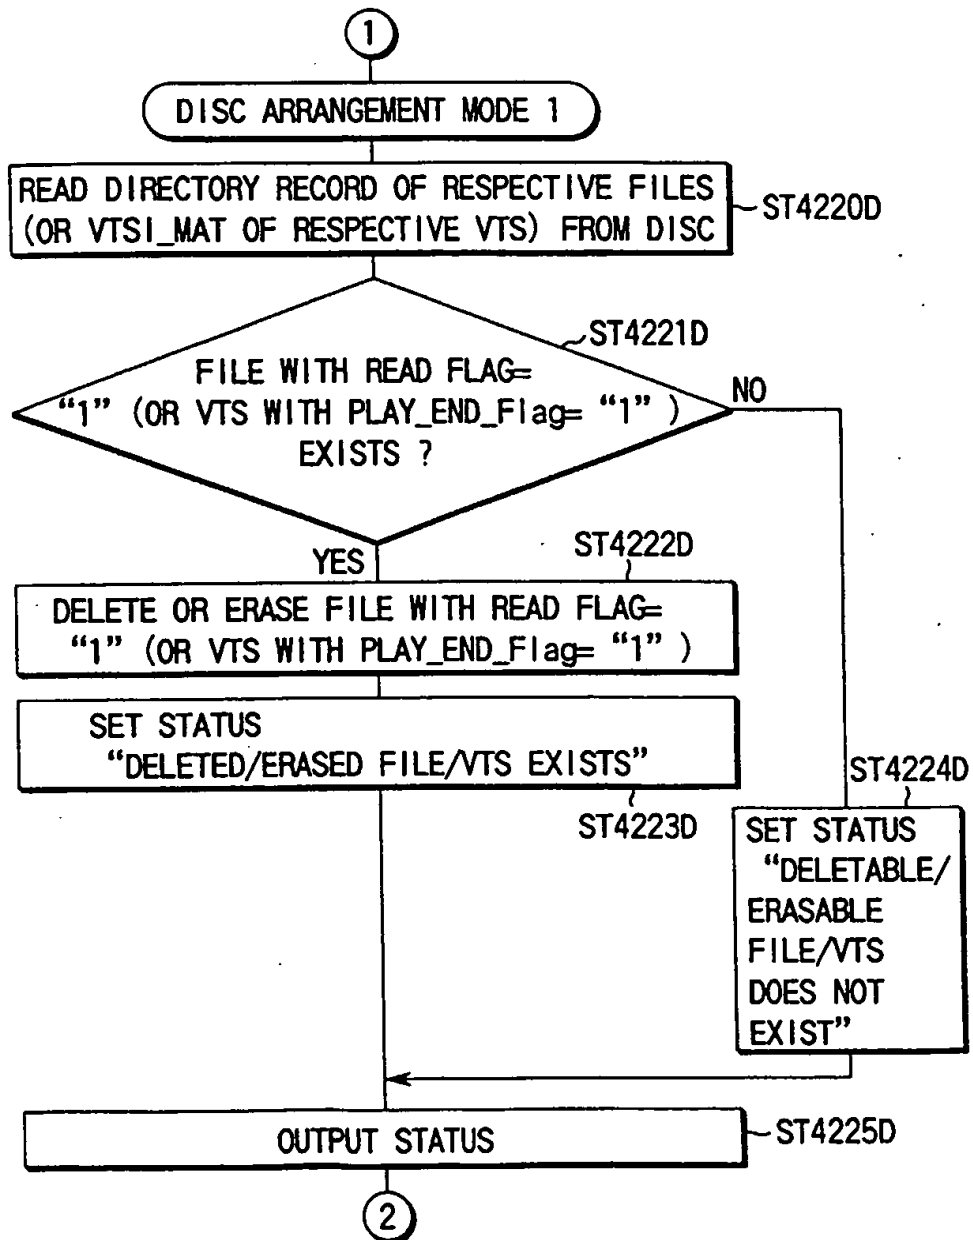 1
DISC ARRANGEMENT MODE 1
READ DIRECTORY RECORD OF RESPECTIVE FILES
(OR VTSI_MAT OF RESPECTIVE VTS) FROM DISC
ST4220D
ST4221D
FILE WITH READ FLAG=
“1” (OR VTS WITH PLAY_END_Flag= “1” )
EXISTS ?
NO
YES
ST4222D
DELETE OR ERASE FILE WITH READ FLAG=
“1” (OR VTS WITH PLAY_END_Flag= “1” )
SET STATUS
“DELETED/ERASED FILE/VTS EXISTS”
ST4223D
ST4224D
SET STATUS
“DELETABLE/
ERASABLE
FILE/VTS
DOES NOT
EXIST”
OUTPUT STATUS
ST4225D
2